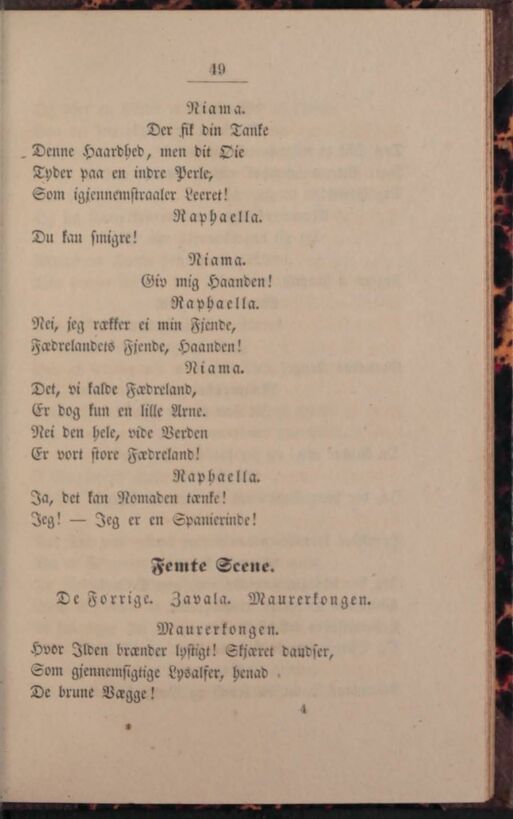 49
Niama.
Der fik din Tanke
Denne Haardhed, men dit Øie
Tyder paa en indre Perle,
Som igjennemstraaler Leeret!
Raphaella.
Du kan smigre!
Niama.
Giv mig Haanden!
Raphaella.
Nei, jeg rækker ei min Fjende,
Fædrelandets Fjende, Haanden!
Niama.
Det, vi kalde Fædreland,
Er dog kun en lille Arne.
Nei den hele, vide Verden
Er vort store Fædreland!
Raphaella.
Ja, det kan Nomaden tænke!
Jeg! — Jeg er en Spanierinde!
Femte Scene.
De Forrige. Zavala. Maurerkongen.
Maurerkongen.
Hvor Ilden brænder lystigt! Skjæret dandser,
Som gjennemsigtige Lysalfer, henad
De brune Vægge!
4